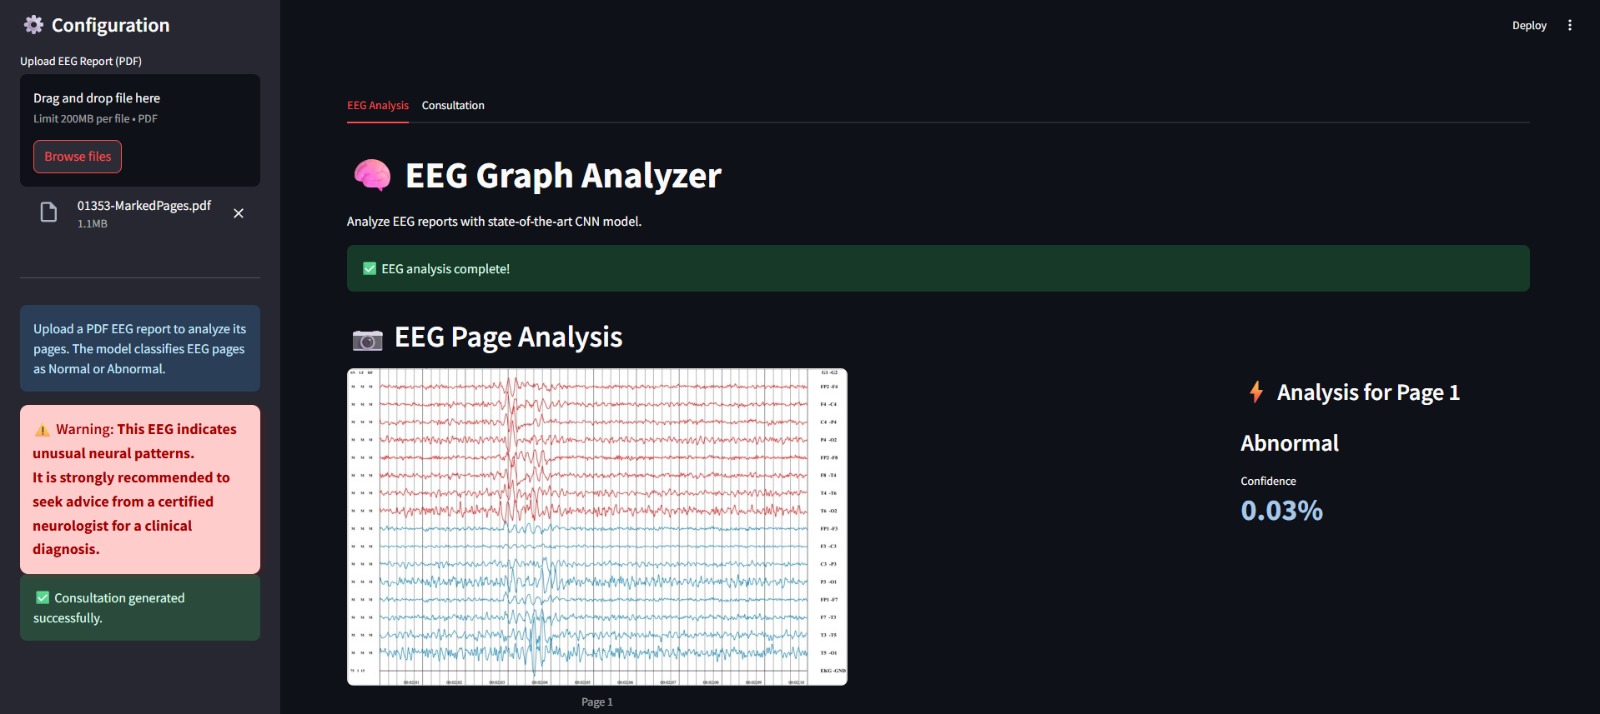 Configuration
Upload EEG Report (PDF)
Drag and drop file here
Limit 200MB per file • PDF
Browse files
01353-MarkedPages.pdf
1.1MB
Upload a PDF EEG report to analyze its
pages. The model classifies EEG pages
as Normal or Abnormal.
Warning: This EEG indicates
unusual neural patterns.
It is strongly recommended to
seek advice from a certified
neurologist for a clinical
diagnosis.
Consultation generated
successfully.
Deploy
EEG Analysis Consultation
EEG Graph Analyzer
Analyze EEG reports with state-of-the-art CNN model.
EEG analysis complete!
EEG Page Analysis
G1 -G2
FP2 -F4
F4 -C4
C4 -P4
P4 -O2
FP2 -F8
F8 -T4
T4 -T6
T6 -O2
FP1 -F3
F3 -C3
C3 -P3
P3 -O1
FP1 -F7
F7 -T3
T3 -T5
T5 -O1
EKG -GND
Page 1
Analysis for Page 1
Abnormal
Confidence
0.03%